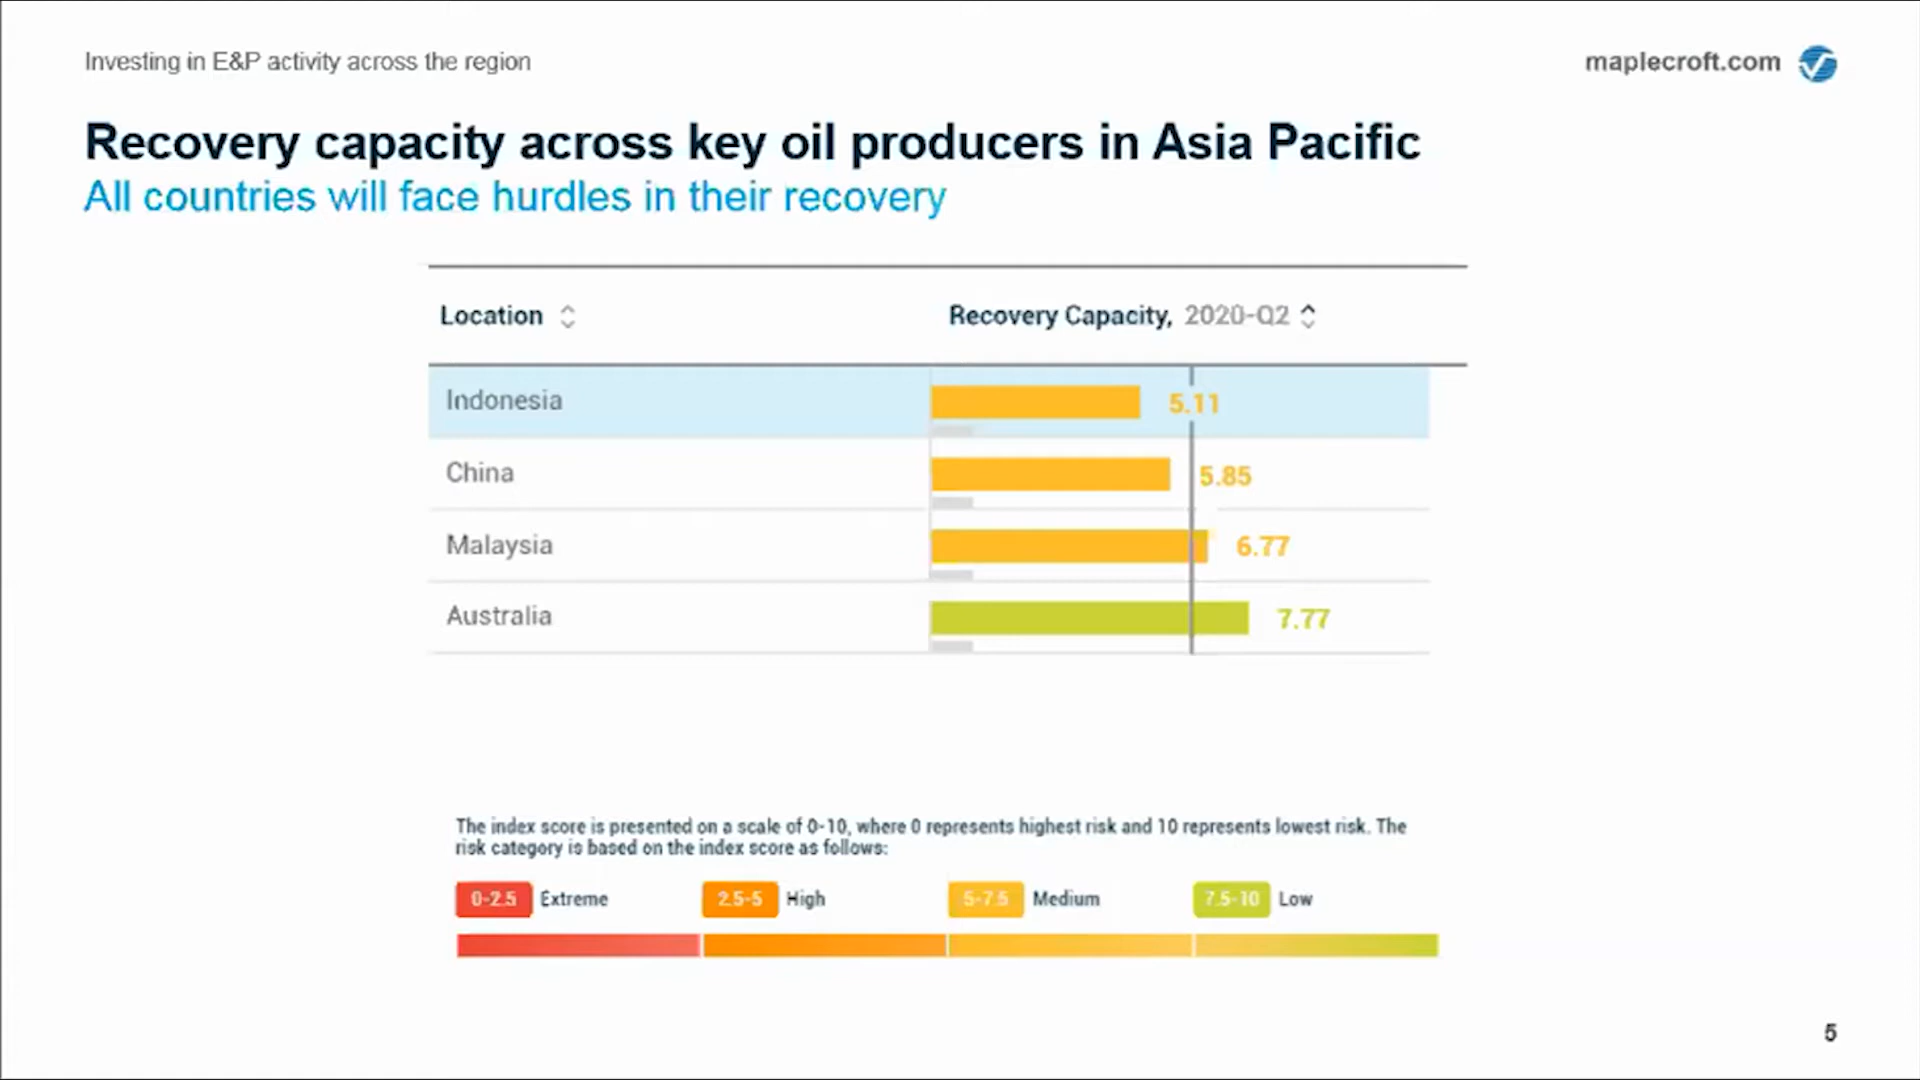 Investing in E&P activity across the region
maplecroft.com
Recovery capacity across key oil producers in Asia Pacific
All countries will face hurdles in their recovery
Location
Recovery Capacity, 2020-Q2
Indonesia
5.11
China
5.85
Malaysia
6.77
Australia
7.77
The index score is presented on a scale of 0-10, where 0 represents highest risk and 10 represents lowest risk. The
risk category is based on the index score as follows:
0-2.5 Extreme
2.5-5 High
5-7.5 Medium
7.5-10 Low
5